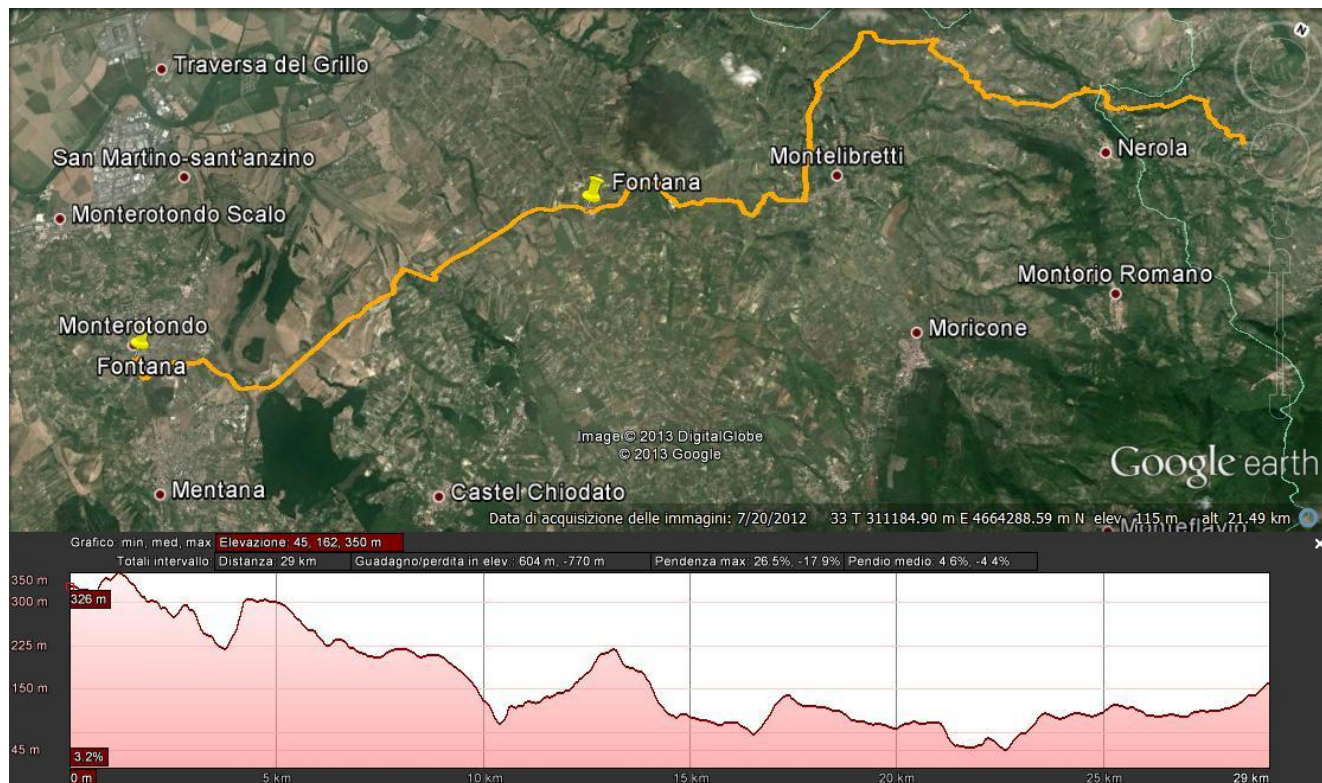 N
Traversa del Grillo
San Martino-sant'anzino
Montelibretti
Nerola
Fontana
Monterotondo Scalo
Montorio Romano
Monterotondo
Moricone
Fontana
Image © 2013 DigitalGlobe
© 2013 Google
Google earth
Mentana
Castel Chiodato
Data di acquisizione delle immagini: 7/20/2012 33 T 311184.90 m E 4664288.59 m N elev 115 m alt 21.49 km
Monteflavio
Grafico: min, med, max Elevazione: 45, 162, 350 m
Totali intervallo: Distanza: 29 km Guadagno/perdita in elev.: 604 m, -770 m Pendenza max: 26.5%, -17.9% Pendio medio: 4.6%, -4.4%
350 m
300 m
326 m
225 m
150 m
45 m
3.2%
0 m 5 km 10 km 15 km 20 km 25 km 29 km